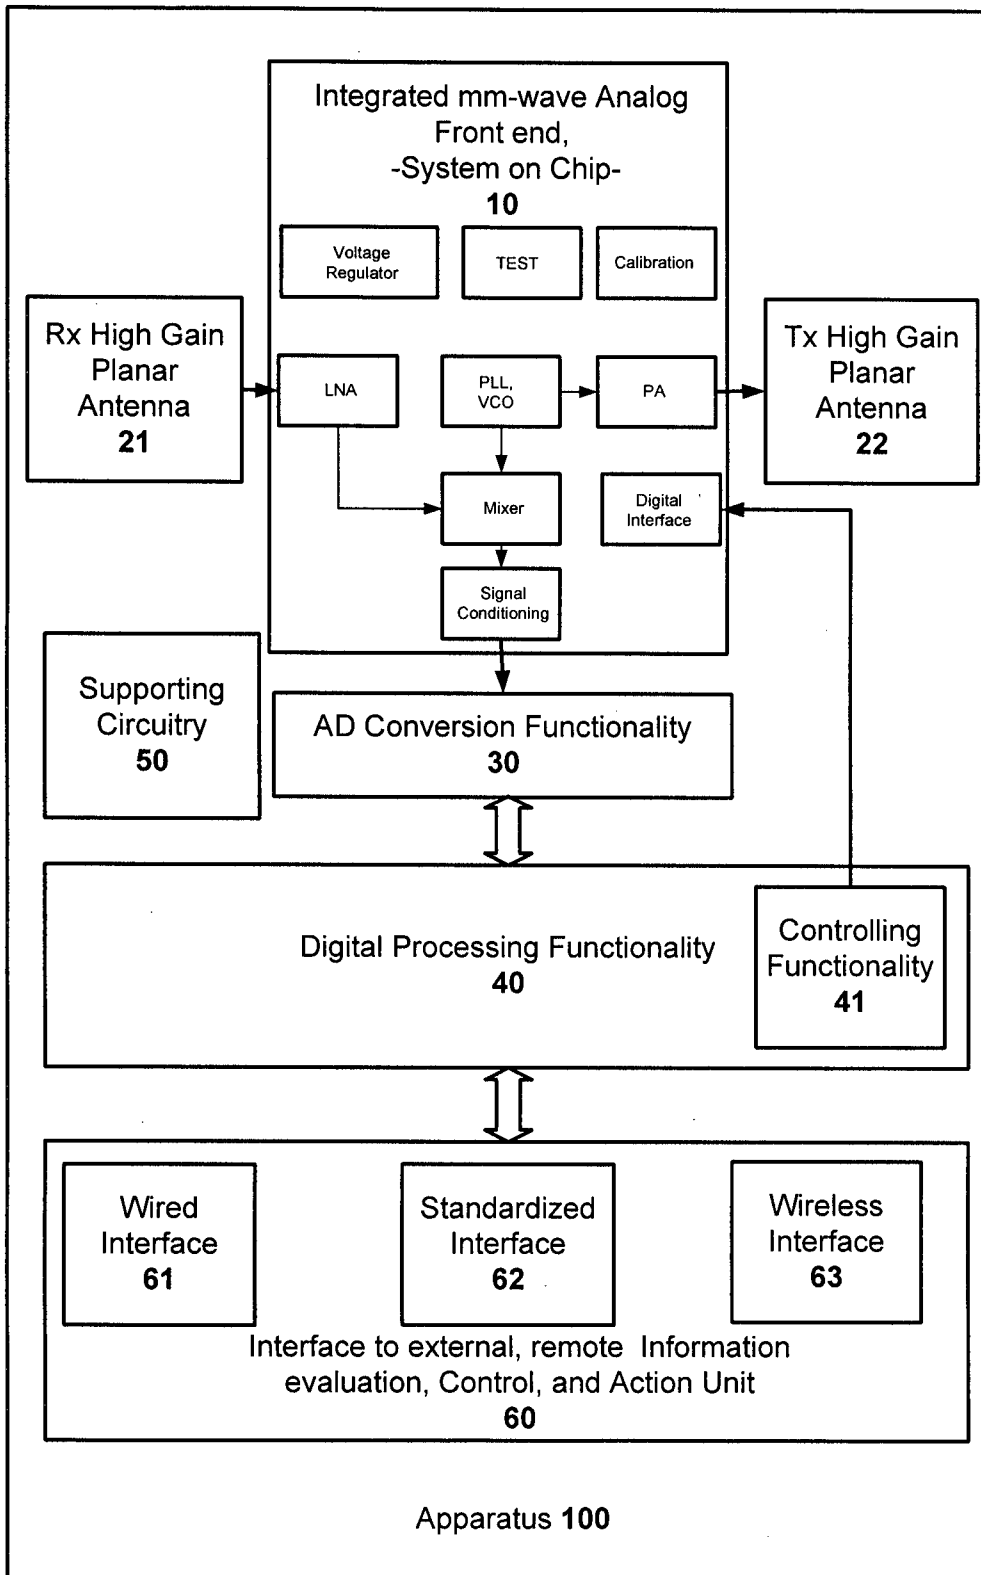 Integrated mm-wave Analog
Front end,
-System on Chip-
10
Voltage
Regulator
TEST
Calibration
Rx High Gain
Planar
Antenna
21
LNA
PLL,
VCO
PA
Tx High Gain
Planar
Antenna
22
Mixer
Digital
Interface
Signal
Conditioning
Supporting
Circuitry
50
AD Conversion Functionality
30
Digital Processing Functionality
40
Controlling
Functionality
41
Wired
Interface
61
Standardized
Interface
62
Wireless
Interface
63
Interface to external, remote Information
evaluation, Control, and Action Unit
60
Apparatus 100